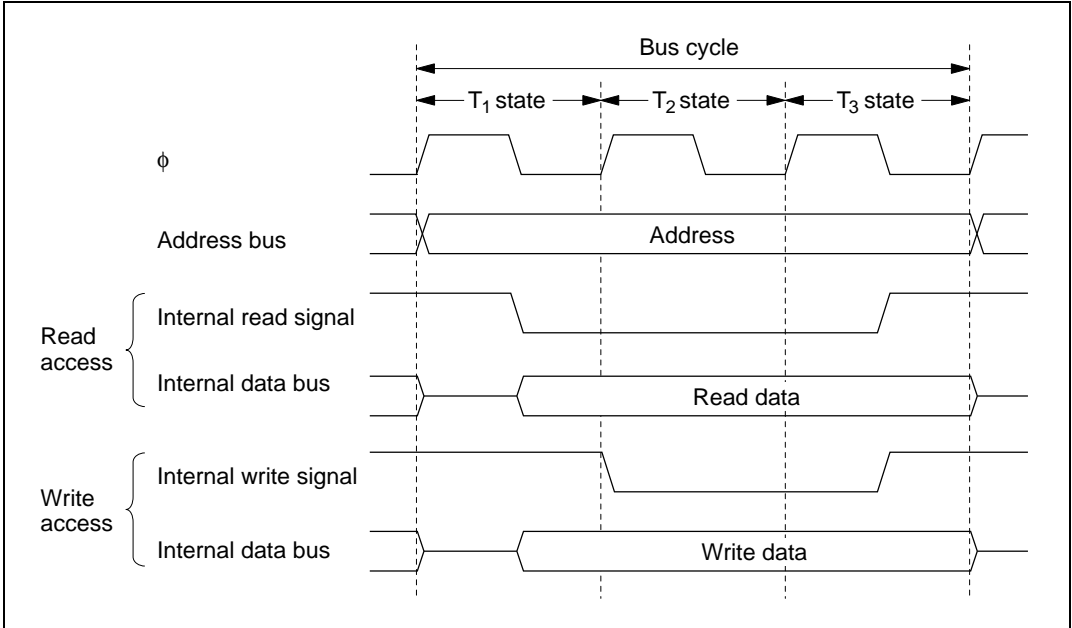 Bus cycle
T₁ state T₂ state T₃ state
ϕ
Address bus Address
Read access
Internal read signal
Internal data bus Read data
Write access
Internal write signal
Internal data bus Write data